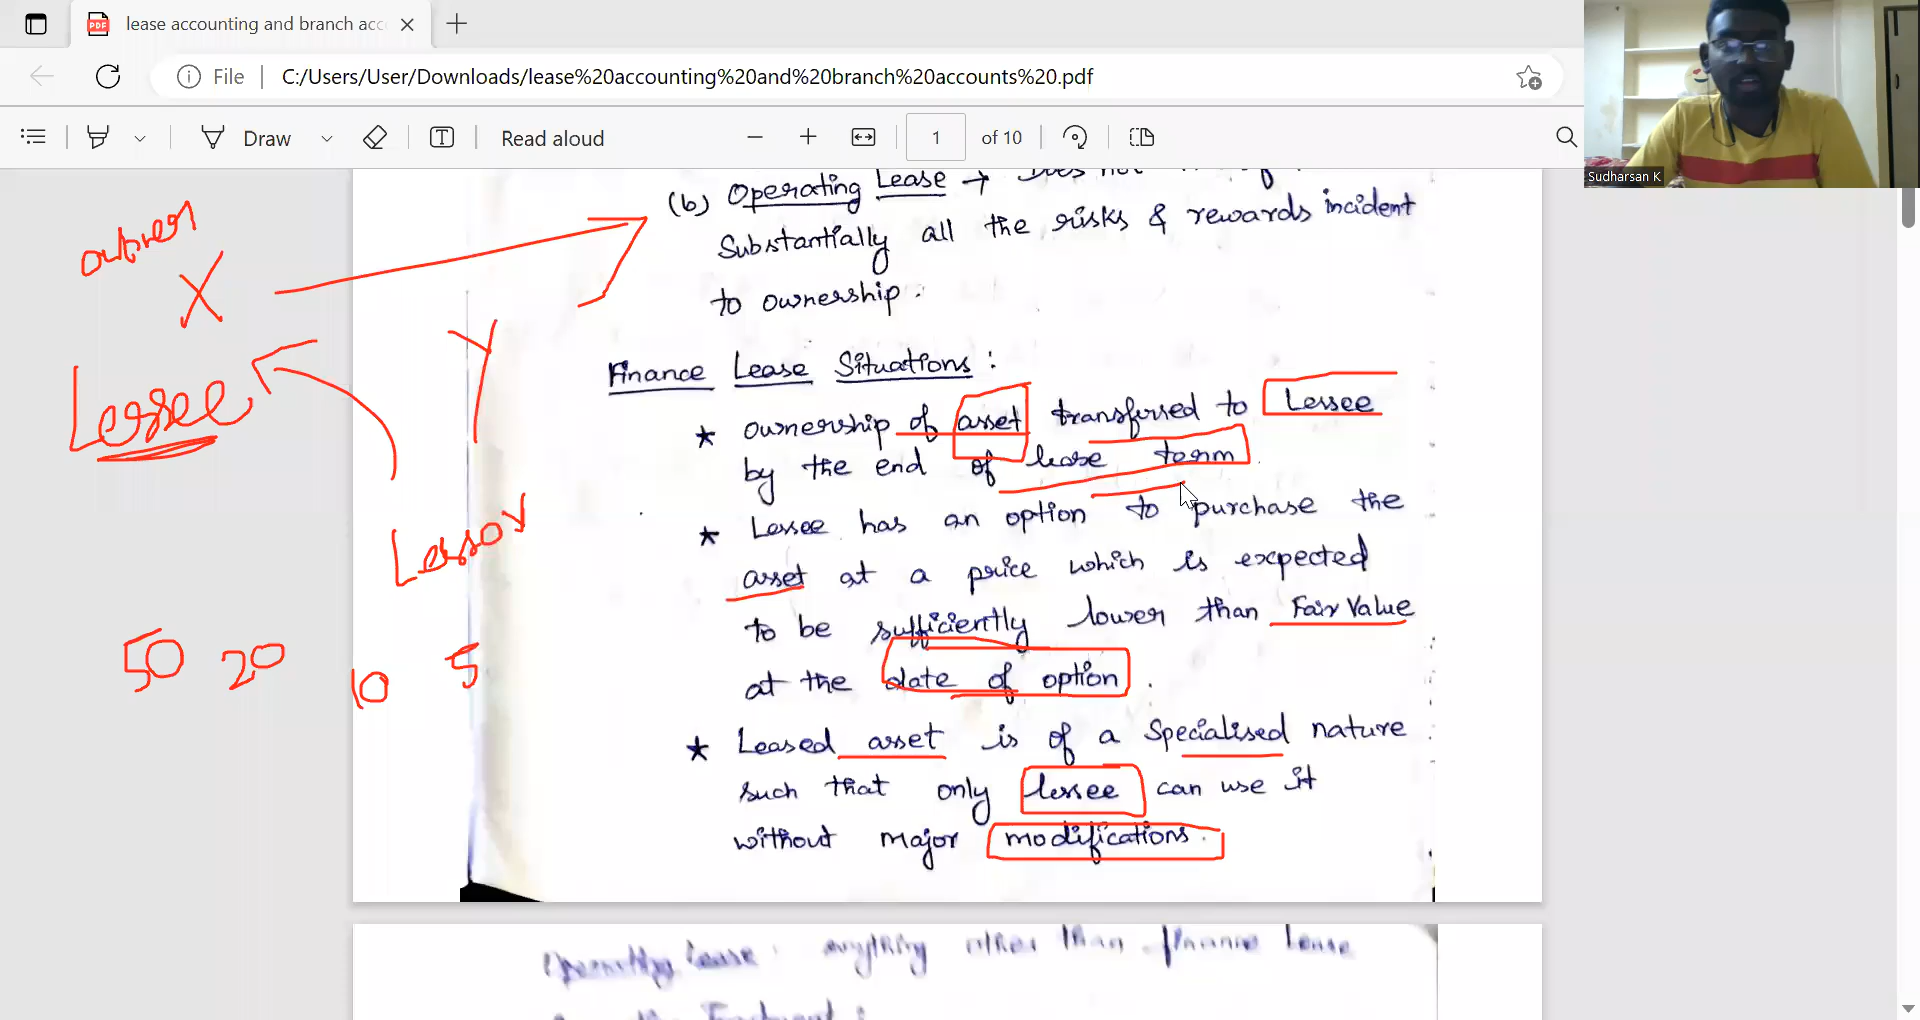 lease accounting and branch acc
File
C:/Users/User/Downloads/lease%20accounting%20and%20branch%20accounts%20.pdf
Draw
Read aloud
1 of 10
Sudharsan K
(b) Operating Lease → Does not
Substantially all the risks & rewards incident
to ownership.
owner
X
Y
Lessee
Lessor
50 20 10 5
Finance Lease Situations :
★ ownership of asset transferred to Lessee
by the end of lease term.
★ Lessee has an option to purchase the
asset at a price which is expected
to be sufficiently lower than Fair Value
at the date of option.
★ Leased asset is of a Specialised nature
such that only lessee can use it
without major modifications.
Operating Lease : anything other than finance Lease
Treatment :